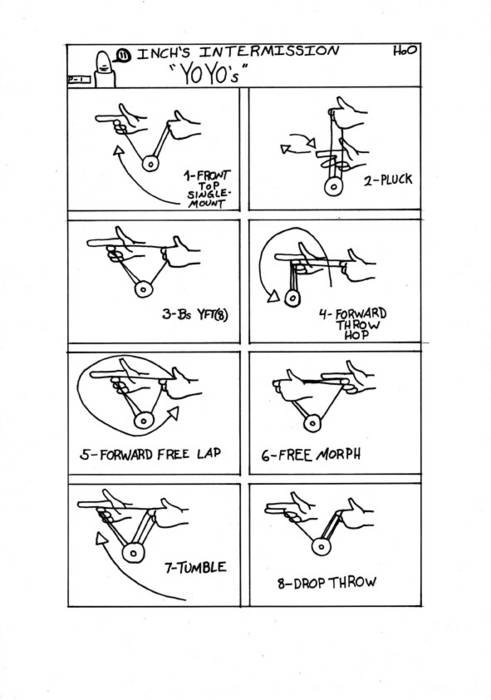 INCH'S INTERMISSION
HoO
"YOYO's"
P-1
1-FRONT
TOP
SINGLE-
MOUNT
2-PLUCK
3-Bs YFT(8)
4-FORWARD
THROW
HOP
5-FORWARD FREE LAP
6-FREE MORPH
7-TUMBLE
8-DROP THROW